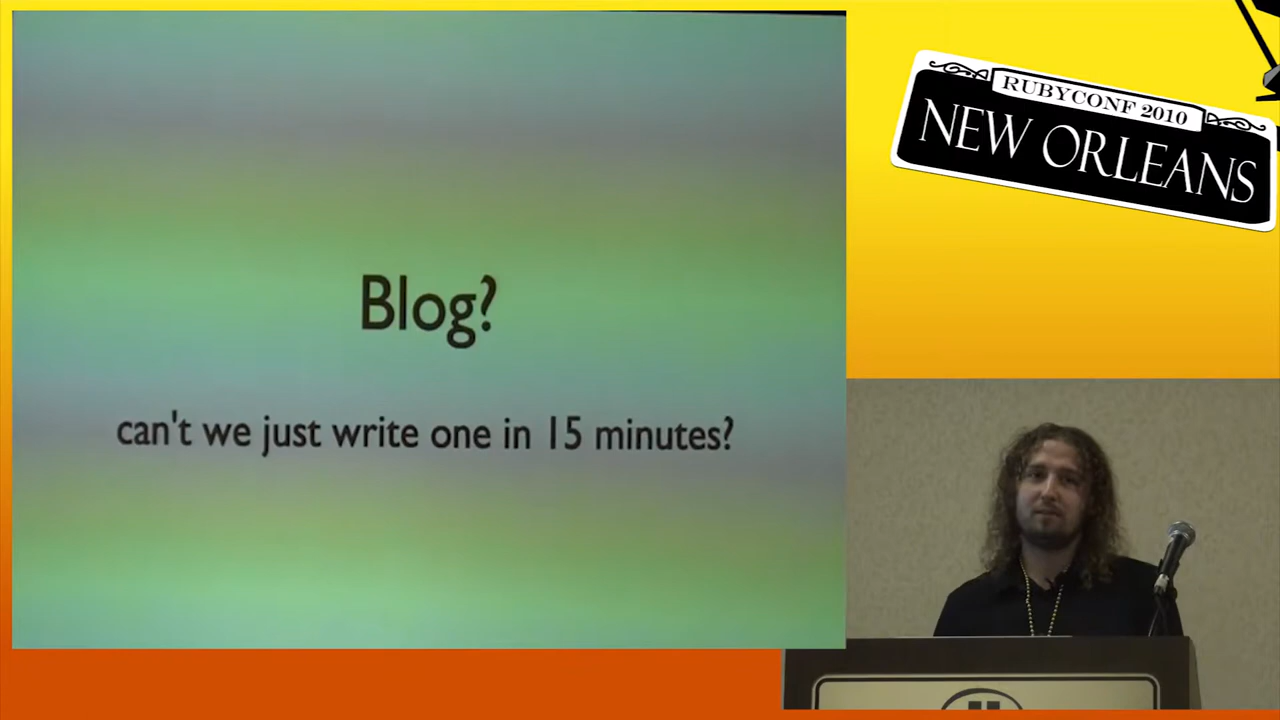 Blog?
can't we just write one in 15 minutes?
RUBYCONF 2010
NEW ORLEANS